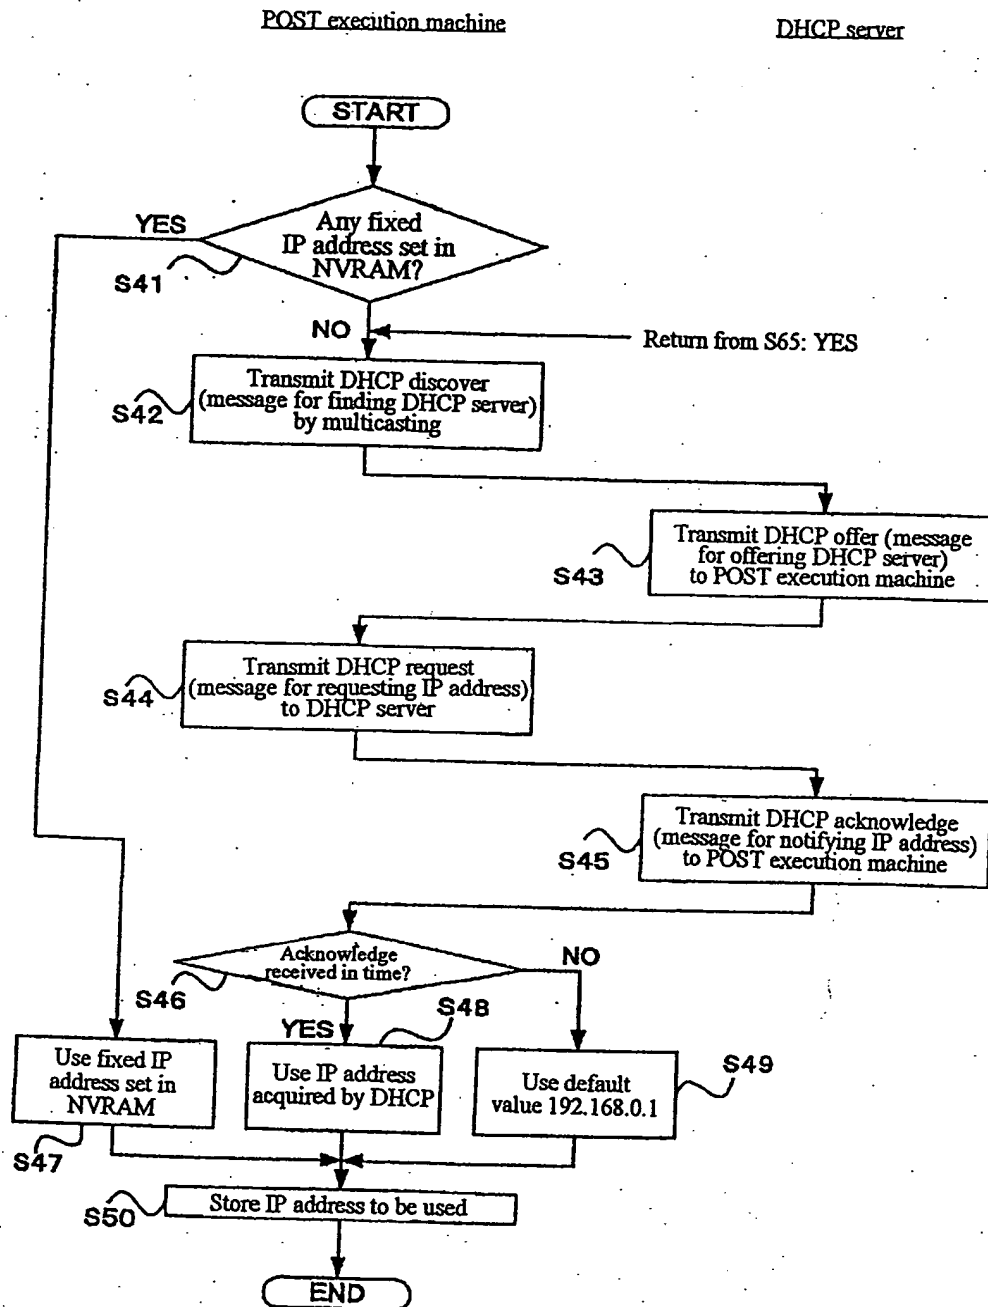 POST execution machine
DHCP server
START
Any fixed
IP address set in
NVRAM?
YES
S41
NO
Return from S65: YES
Transmit DHCP discover
(message for finding DHCP server)
by multicasting
S42
Transmit DHCP offer (message
for offering DHCP server)
to POST execution machine
S43
Transmit DHCP request
(message for requesting IP address)
to DHCP server
S44
Transmit DHCP acknowledge
(message for notifying IP address)
to POST execution machine
S45
Acknowledge
received in time?
NO
S46
YES
S48
Use fixed IP
address set in
NVRAM
S47
Use IP address
acquired by DHCP
Use default
value 192.168.0.1
S49
Store IP address to be used
S50
END